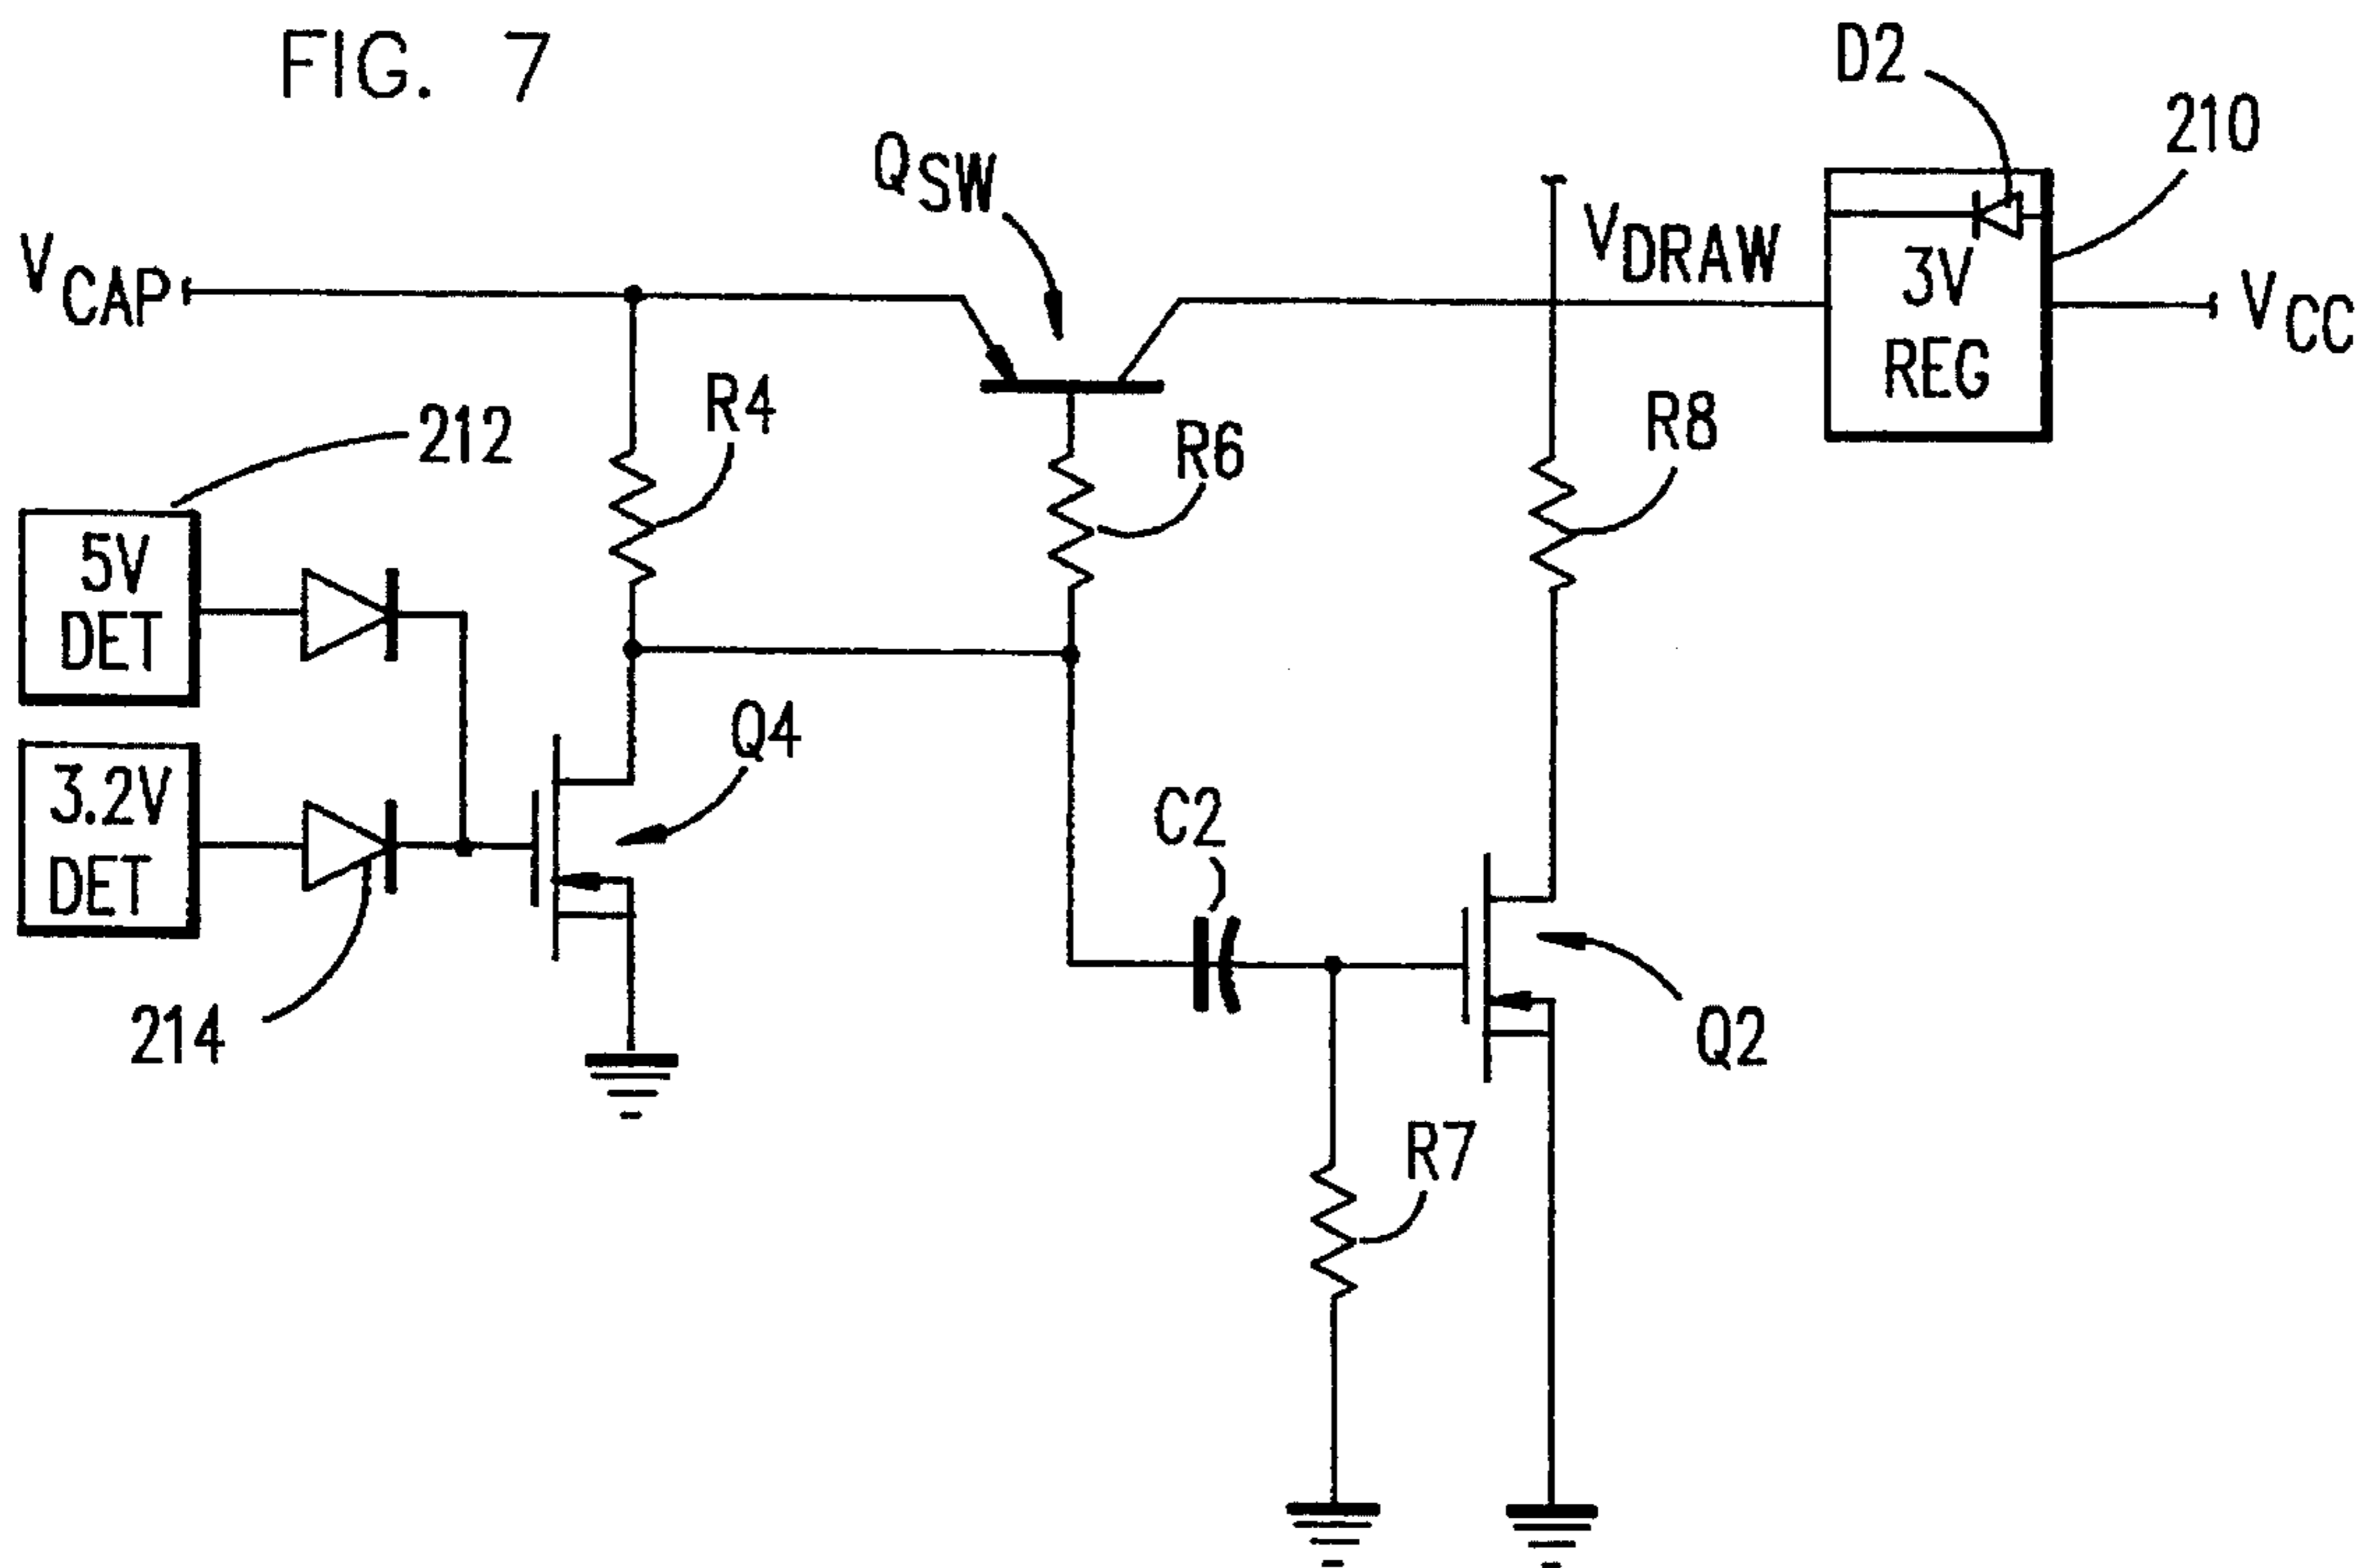 FIG. 7
D2
210
QSW
VCAP
VDRAW
3V
REG
VCC
R4
R6
R8
212
5V
DET
3.2V
DET
214
Q4
C2
Q2
R7